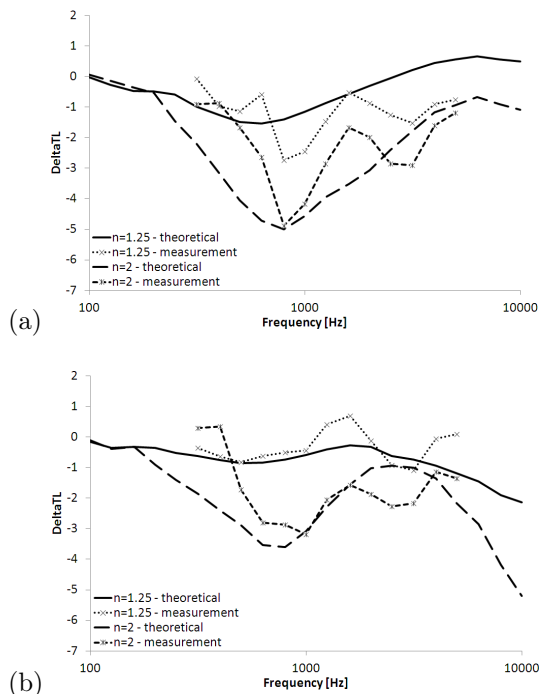 2
1
0
-1
-2
-3
-4
-5
-6
-7
DeltaTL
n=1.25 - theoretical
n=1.25 - measurement
n=2 - theoretical
n=2 - measurement
100
1000
10000
Frequency [Hz]
(a)
2
1
0
-1
-2
-3
-4
-5
-6
-7
DeltaTL
n=1.25 - theoretical
n=1.25 - measurement
n=2 - theoretical
n=2 - measurement
100
1000
10000
Frequency [Hz]
(b)